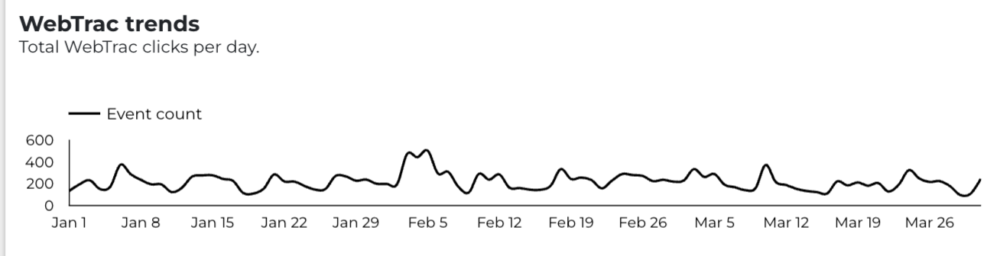 WebTrac trends
Total WebTrac clicks per day.
Event count
600
400
200
0
Jan 1 Jan 8 Jan 15 Jan 22 Jan 29 Feb 5 Feb 12 Feb 19 Feb 26 Mar 5 Mar 12 Mar 19 Mar 26